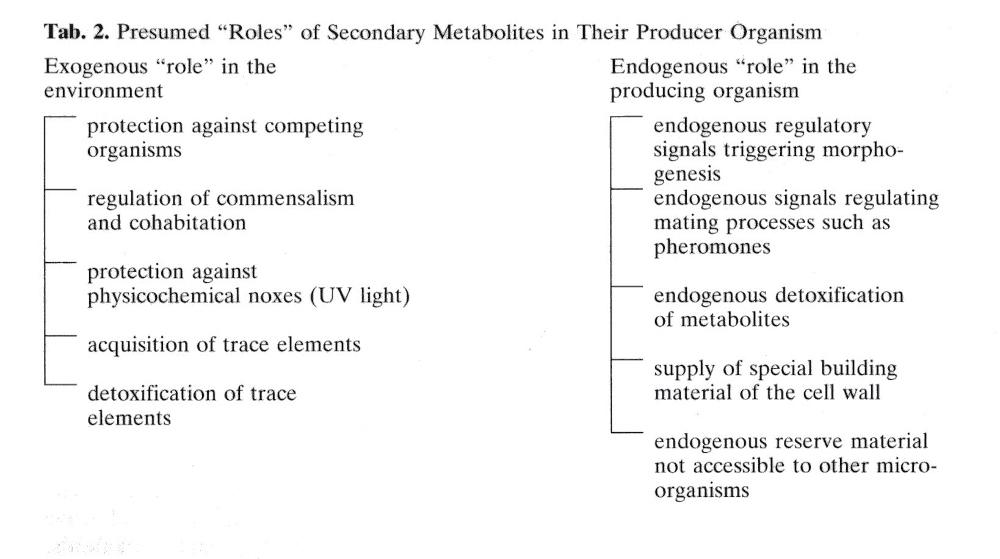 Tab. 2. Presumed “Roles” of Secondary Metabolites in Their Producer Organism
Exogenous “role” in the
environment
protection against competing
organisms
regulation of commensalism
and cohabitation
protection against
physicochemical noxes (UV light)
acquisition of trace elements
detoxification of trace
elements
Endogenous “role” in the
producing organism
endogenous regulatory
signals triggering morpho-
genesis
endogenous signals regulating
mating processes such as
pheromones
endogenous detoxification
of metabolites
supply of special building
material of the cell wall
endogenous reserve material
not accessible to other micro-
organisms